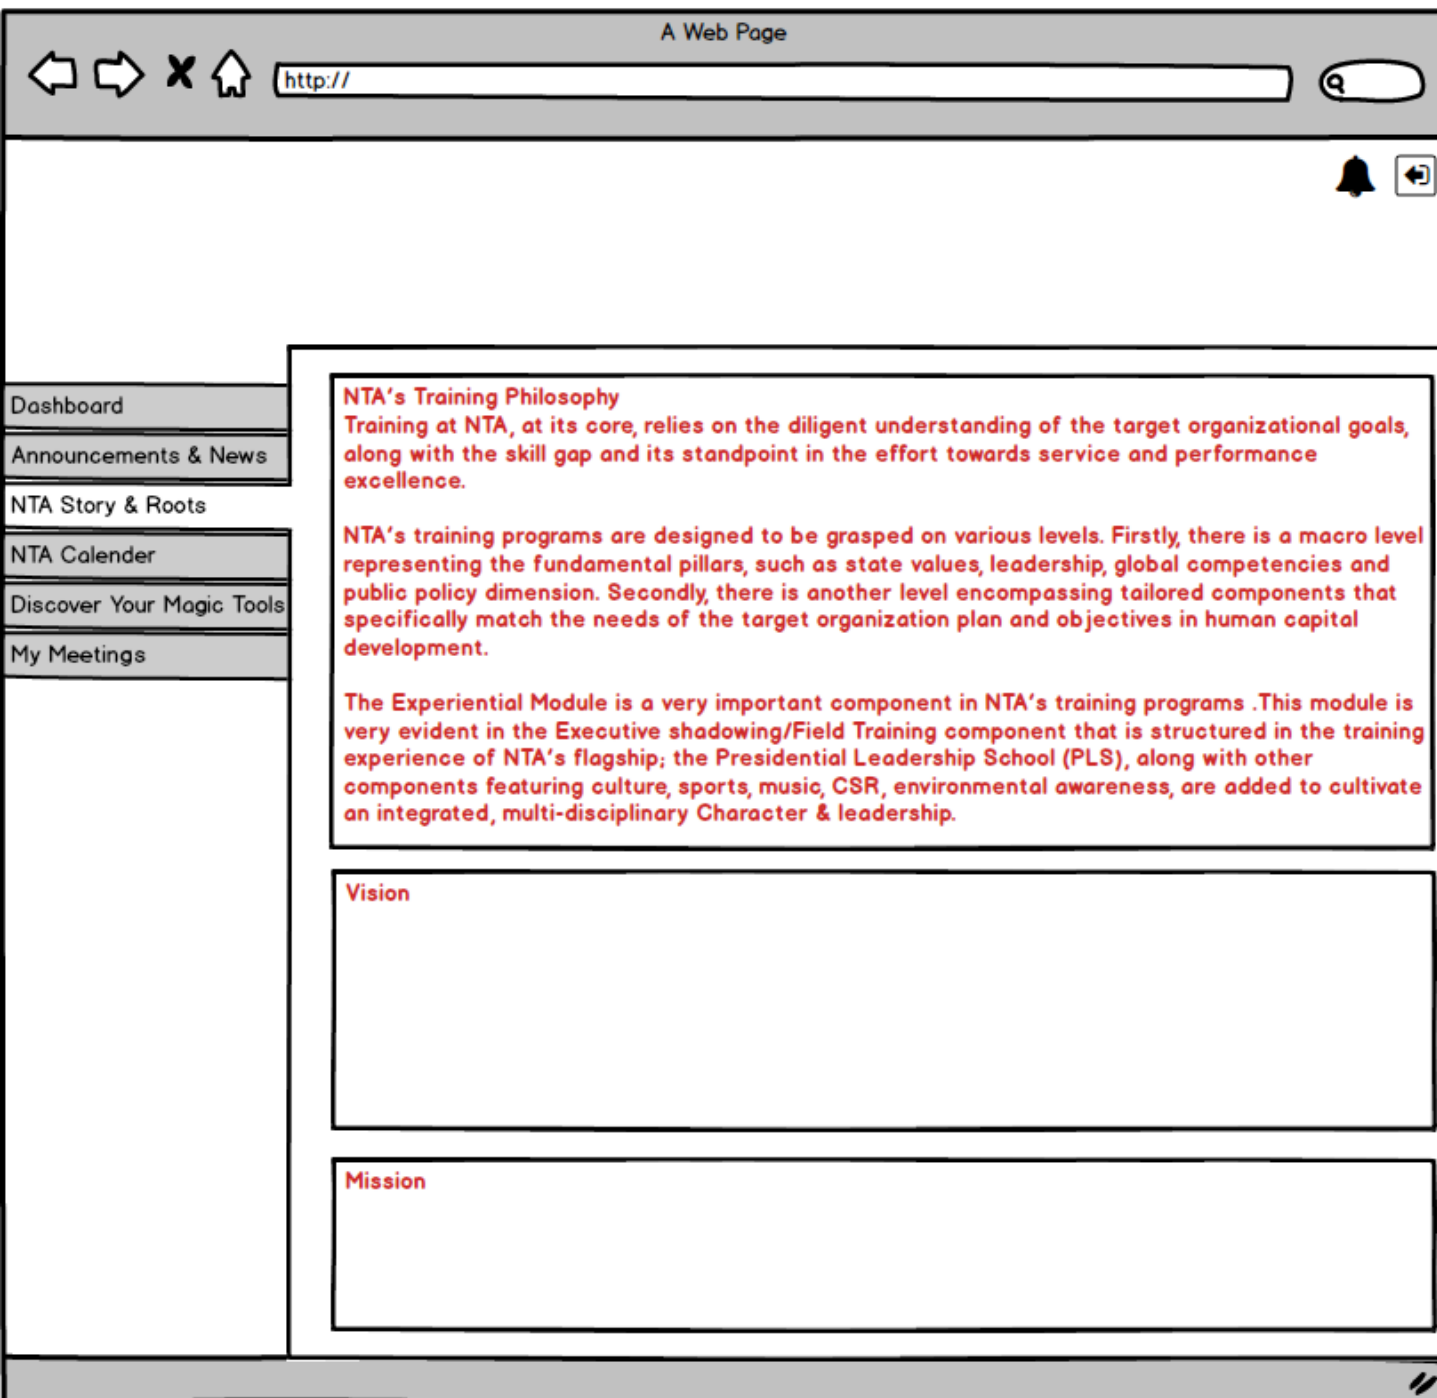 A Web Page
http://
Dashboard
Announcements & News
NTA Story & Roots
NTA Calender
Discover Your Magic Tools
My Meetings
NTA's Training Philosophy
Training at NTA, at its core, relies on the diligent understanding of the target organizational goals,
along with the skill gap and its standpoint in the effort towards service and performance
excellence.
NTA's training programs are designed to be grasped on various levels. Firstly, there is a macro level
representing the fundamental pillars, such as state values, leadership, global competencies and
public policy dimension. Secondly, there is another level encompassing tailored components that
specifically match the needs of the target organization plan and objectives in human capital
development.
The Experiential Module is a very important component in NTA's training programs .This module is
very evident in the Executive shadowing/Field Training component that is structured in the training
experience of NTA's flagship; the Presidential Leadership School (PLS), along with other
components featuring culture, sports, music, CSR, environmental awareness, are added to cultivate
an integrated, multi-disciplinary Character & leadership.
Vision
Mission